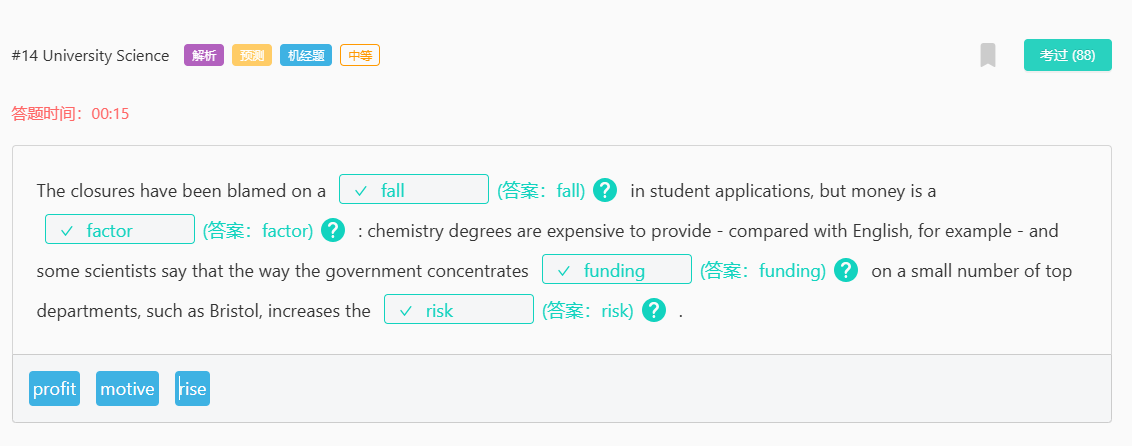 #14 University Science 解析 预测 机经题 中等 考过 (88)
答题时间：00:15
The closures have been blamed on a ✓ fall (答案：fall) ? in student applications, but money is a
✓ factor (答案：factor) ? : chemistry degrees are expensive to provide - compared with English, for example - and
some scientists say that the way the government concentrates ✓ funding (答案：funding) ? on a small number of top
departments, such as Bristol, increases the ✓ risk (答案：risk) ? .
profit motive rise